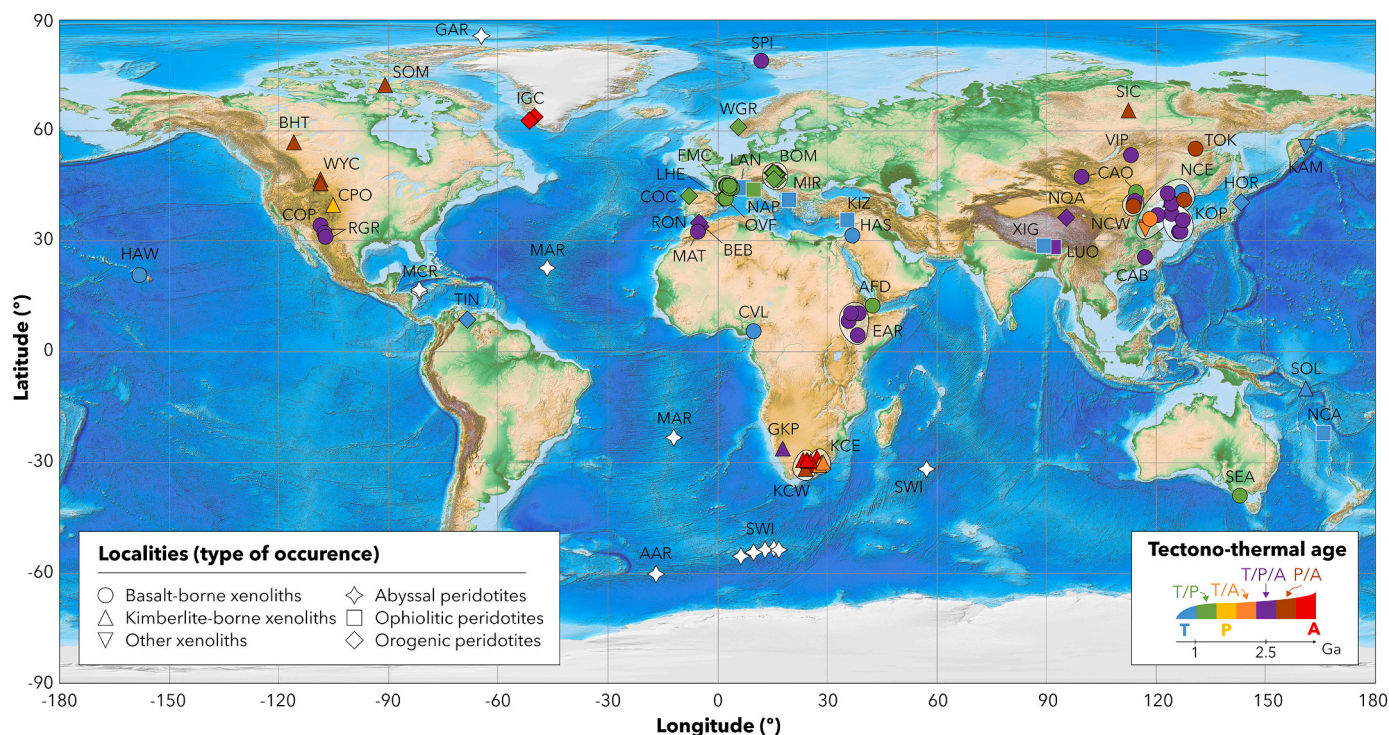 90
GAR
SPI
SOM
IGC
SIC
WGR
60
BHT
VIP
TOK
FMC
LAN
BOM
WYC
LHE
CAO
NCE
KAM
CPO
COC
MIR
NQA
HOR
COP
NAP
KIZ
RGR
RON
OVF
HAS
NCW
KOP
30
XIG
HAW
MAR
MAT
BEB
LUO
MCR
CAB
TIN
AFD
CVL
EAR
0
SOL
NCA
MAR
GKP
KCE
-30
KCW
SWI
SEA
SWI
AAR
-60
-90
Latitude (°)
Localities (type of occurence)
Basalt-borne xenoliths
Kimberlite-borne xenoliths
Other xenoliths
Abyssal peridotites
Ophiolitic peridotites
Orogenic peridotites
Tectono-thermal age
T/P/A
T/P T/A P/A
T P A
1 2.5 Ga
-180 -150 -120 -90 -60 -30 0 30 60 90 120 150 180
Longitude (°)